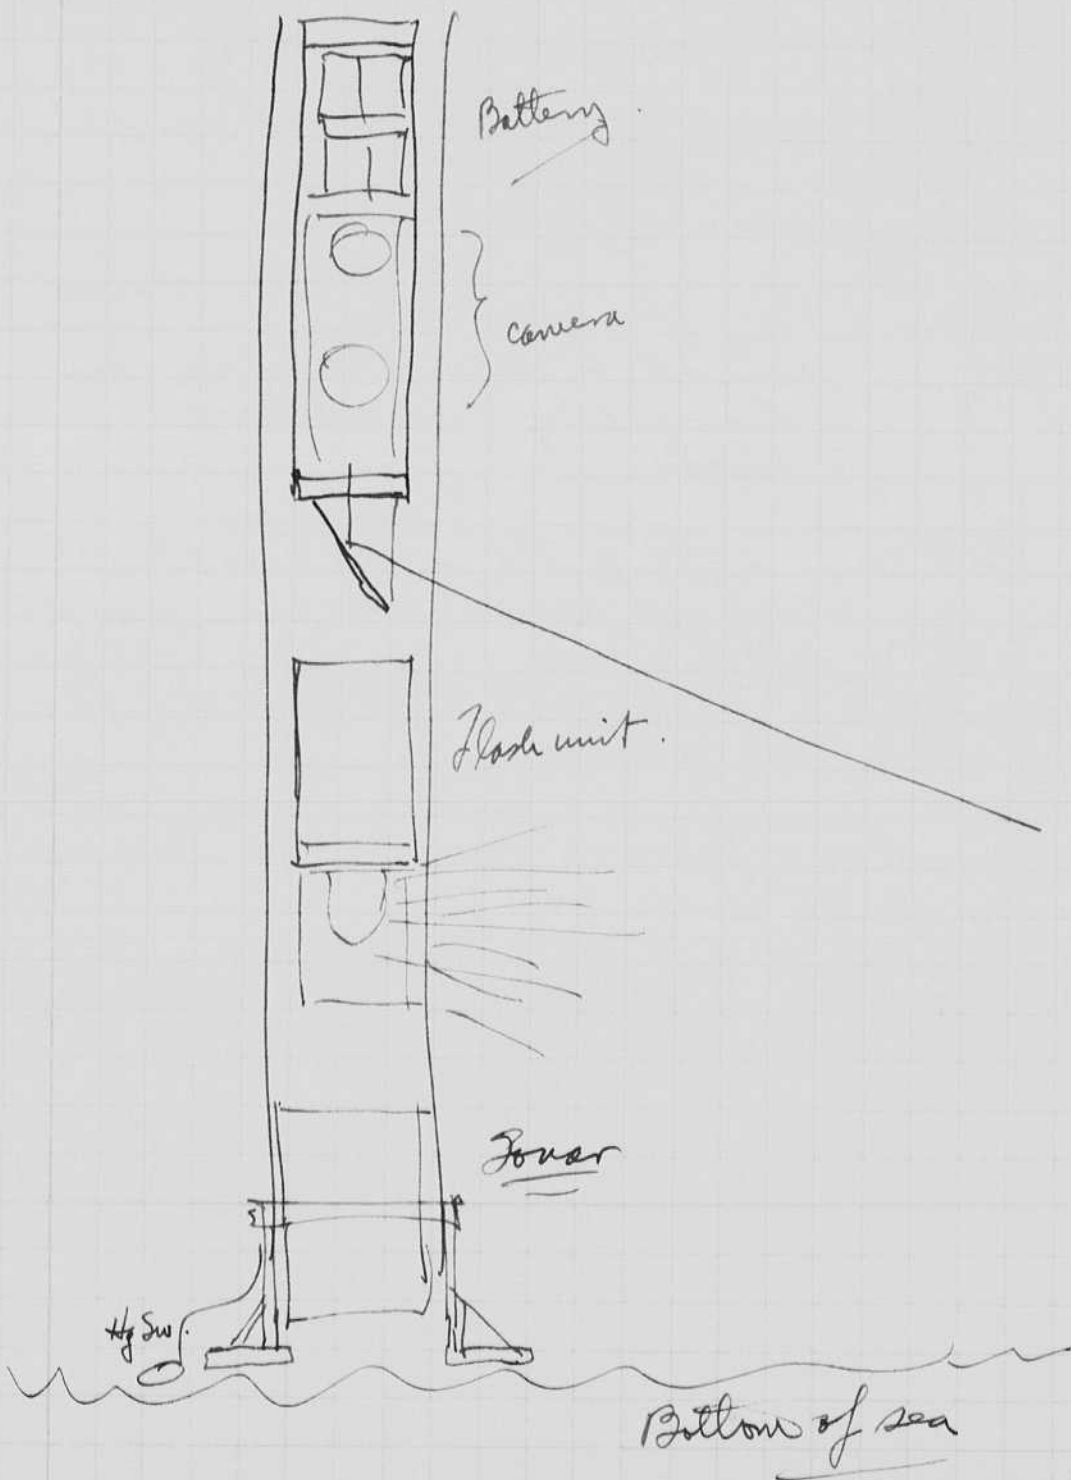 Battery.
camera
Flash unit.
Sonar
Hg Sw.
Bottom of sea